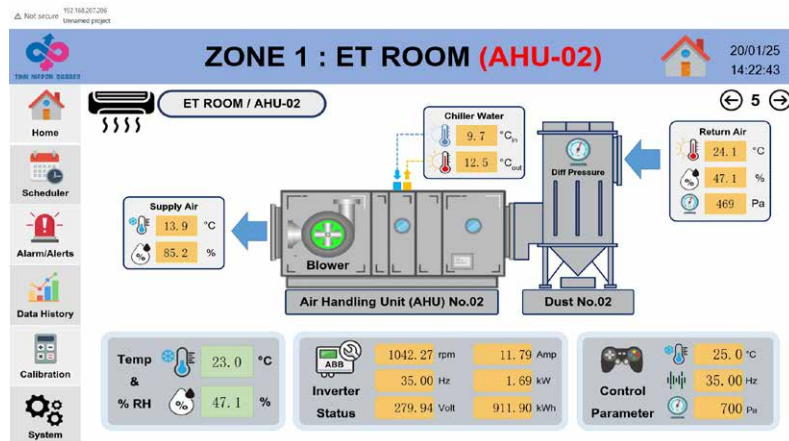 Not secure
192.168.207.206
Unnamed project
THAI NIPPON RUBBER
ZONE 1 : ET ROOM (AHU-02)
20/01/25
14:22:43
Home
Scheduler
Alarm/Alerts
Data History
Calibration
System
ET ROOM / AHU-02
5
Chiller Water
9.7 °Cin
12.5 °Cout
Diff Pressure
Return Air
24.1 °C
47.1 %
469 Pa
Supply Air
13.9 °C
% 85.2 %
Blower
Air Handling Unit (AHU) No.02
Dust No.02
Temp & % RH
23.0 °C
% 47.1 %
ABB
Inverter Status
1042.27 rpm 11.79 Amp
35.00 Hz 1.69 kW
279.94 Volt 911.90 kWh
Control Parameter
25.0 °C
35.00 Hz
700 Pa